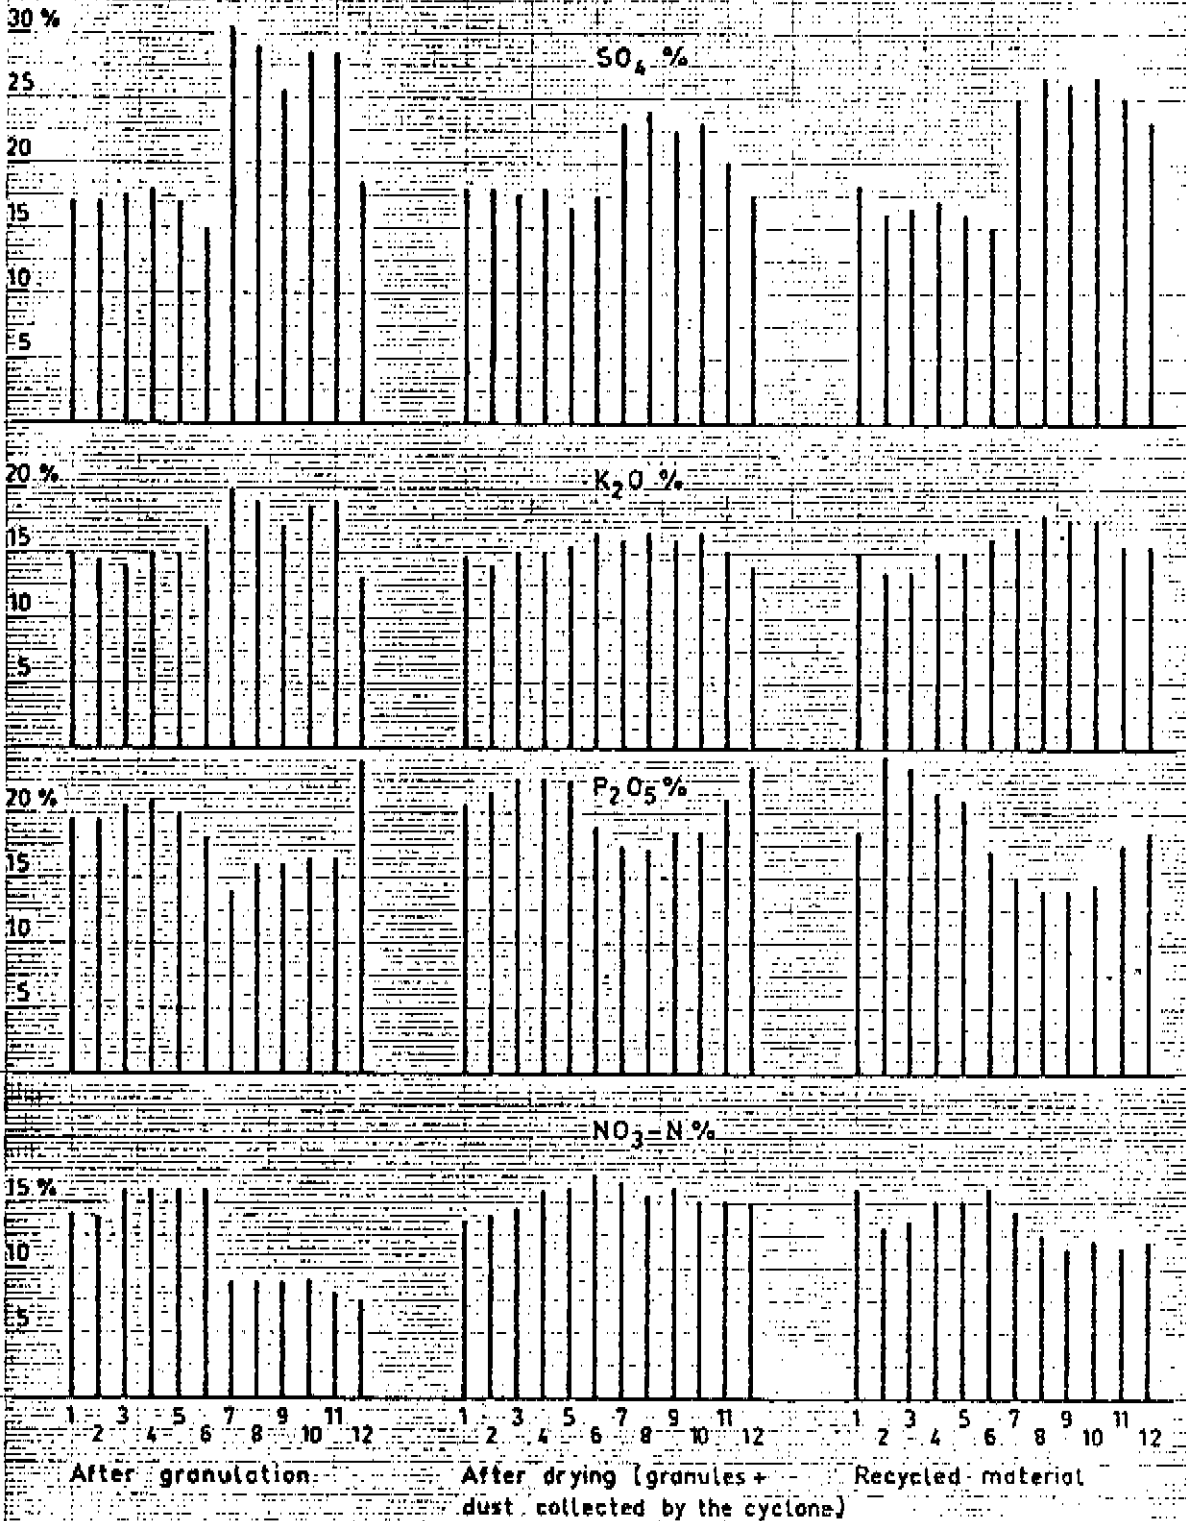 30 %
SO4 %
25
20
15
10
5
20 %
K2O %
15
10
5
20 %
P2O5 %
15
10
5
NO3-N %
15 %
10
5
1 3 5 7 9 11 1 3 5 7 9 11 1 3 5 7 9 11
2 4 6 8 10 12 2 4 6 8 10 12 2 4 6 8 10 12
After granulation After drying (granules + Recycled material
dust collected by the cyclone)